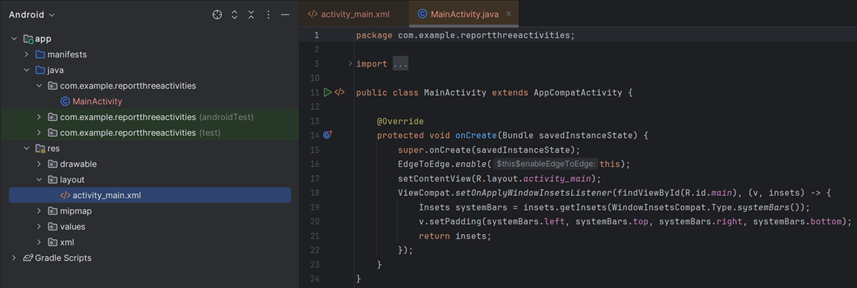 Android
app
manifests
java
com.example.reportthreeactivities
MainActivity
com.example.reportthreeactivities (androidTest)
com.example.reportthreeactivities (test)
res
drawable
layout
activity_main.xml
mipmap
values
xml
Gradle Scripts
activity_main.xml MainActivity.java
1 package com.example.reportthreeactivities;
2
3 import ...
10
11 public class MainActivity extends AppCompatActivity {
12
13 @Override
14 protected void onCreate(Bundle savedInstanceState) {
15 super.onCreate(savedInstanceState);
16 EdgeToEdge.enable( $this$enableEdgeToEdge: this);
17 setContentView(R.layout.activity_main);
18 ViewCompat.setOnApplyWindowInsetsListener(findViewById(R.id.main), (v, insets) -> {
19 Insets systemBars = insets.getInsets(WindowInsetsCompat.Type.systemBars());
20 v.setPadding(systemBars.left, systemBars.top, systemBars.right, systemBars.bottom);
21 return insets;
22 });
23 }
24 }